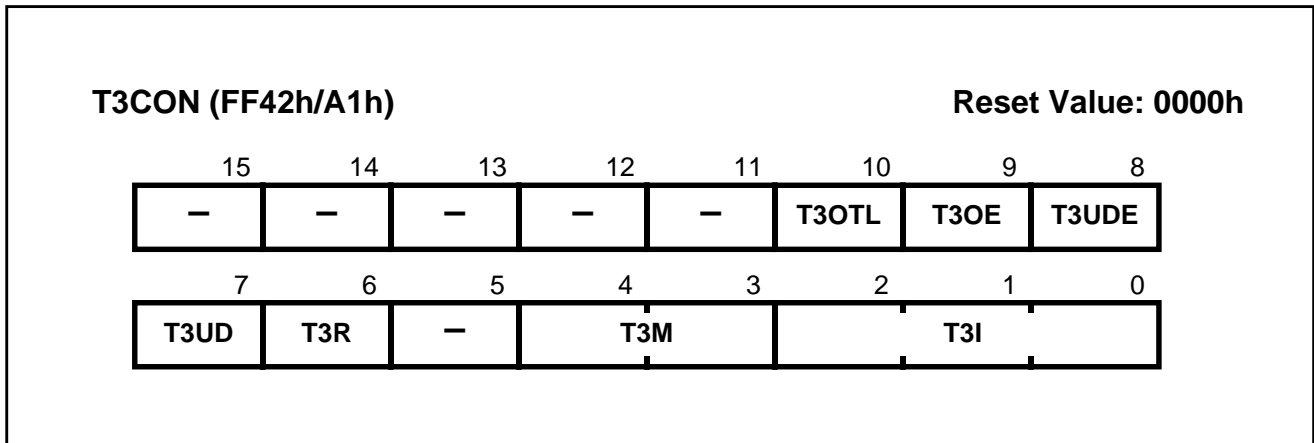 T3CON (FF42h/A1h) Reset Value: 0000h
15 14 13 12 11 10 9 8
– – – – – T3OTL T3OE T3UDE
7 6 5 4 3 2 1 0
T3UD T3R – T3M T3I